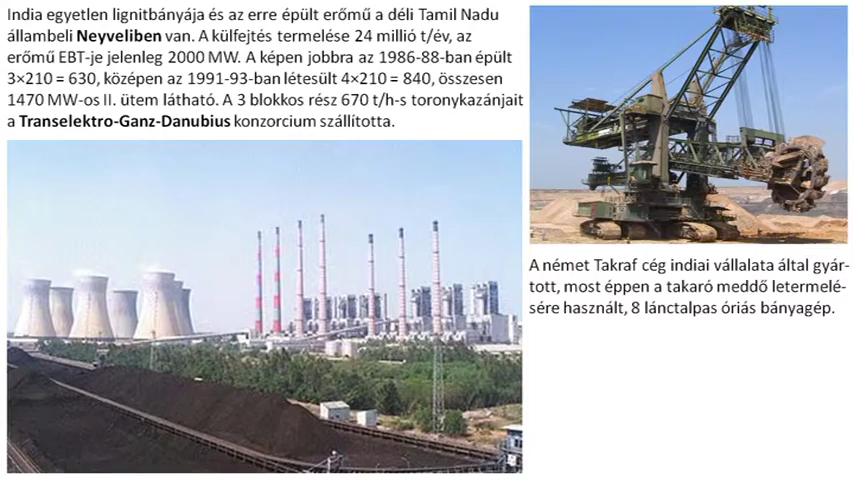 India egyetlen lignitbányája és az erre épült erőmű a déli Tamil Nadu
állambeli Neyveliben van. A külfejtés termelése 24 millió t/év, az
erőmű EBT-je jelenleg 2000 MW. A képen jobbra az 1986-88-ban épült
3×210 = 630, középen az 1991-93-ban létesült 4×210 = 840, összesen
1470 MW-os II. ütem látható. A 3 blokkos rész 670 t/h-s toronykazánjait
a Transelektro-Ganz-Danubius konzorcium szállította.
A német Takraf cég indiai vállalata által gyár-
tott, most éppen a takaró meddő letermelé-
sére használt, 8 lánctalpas óriás bányagép.